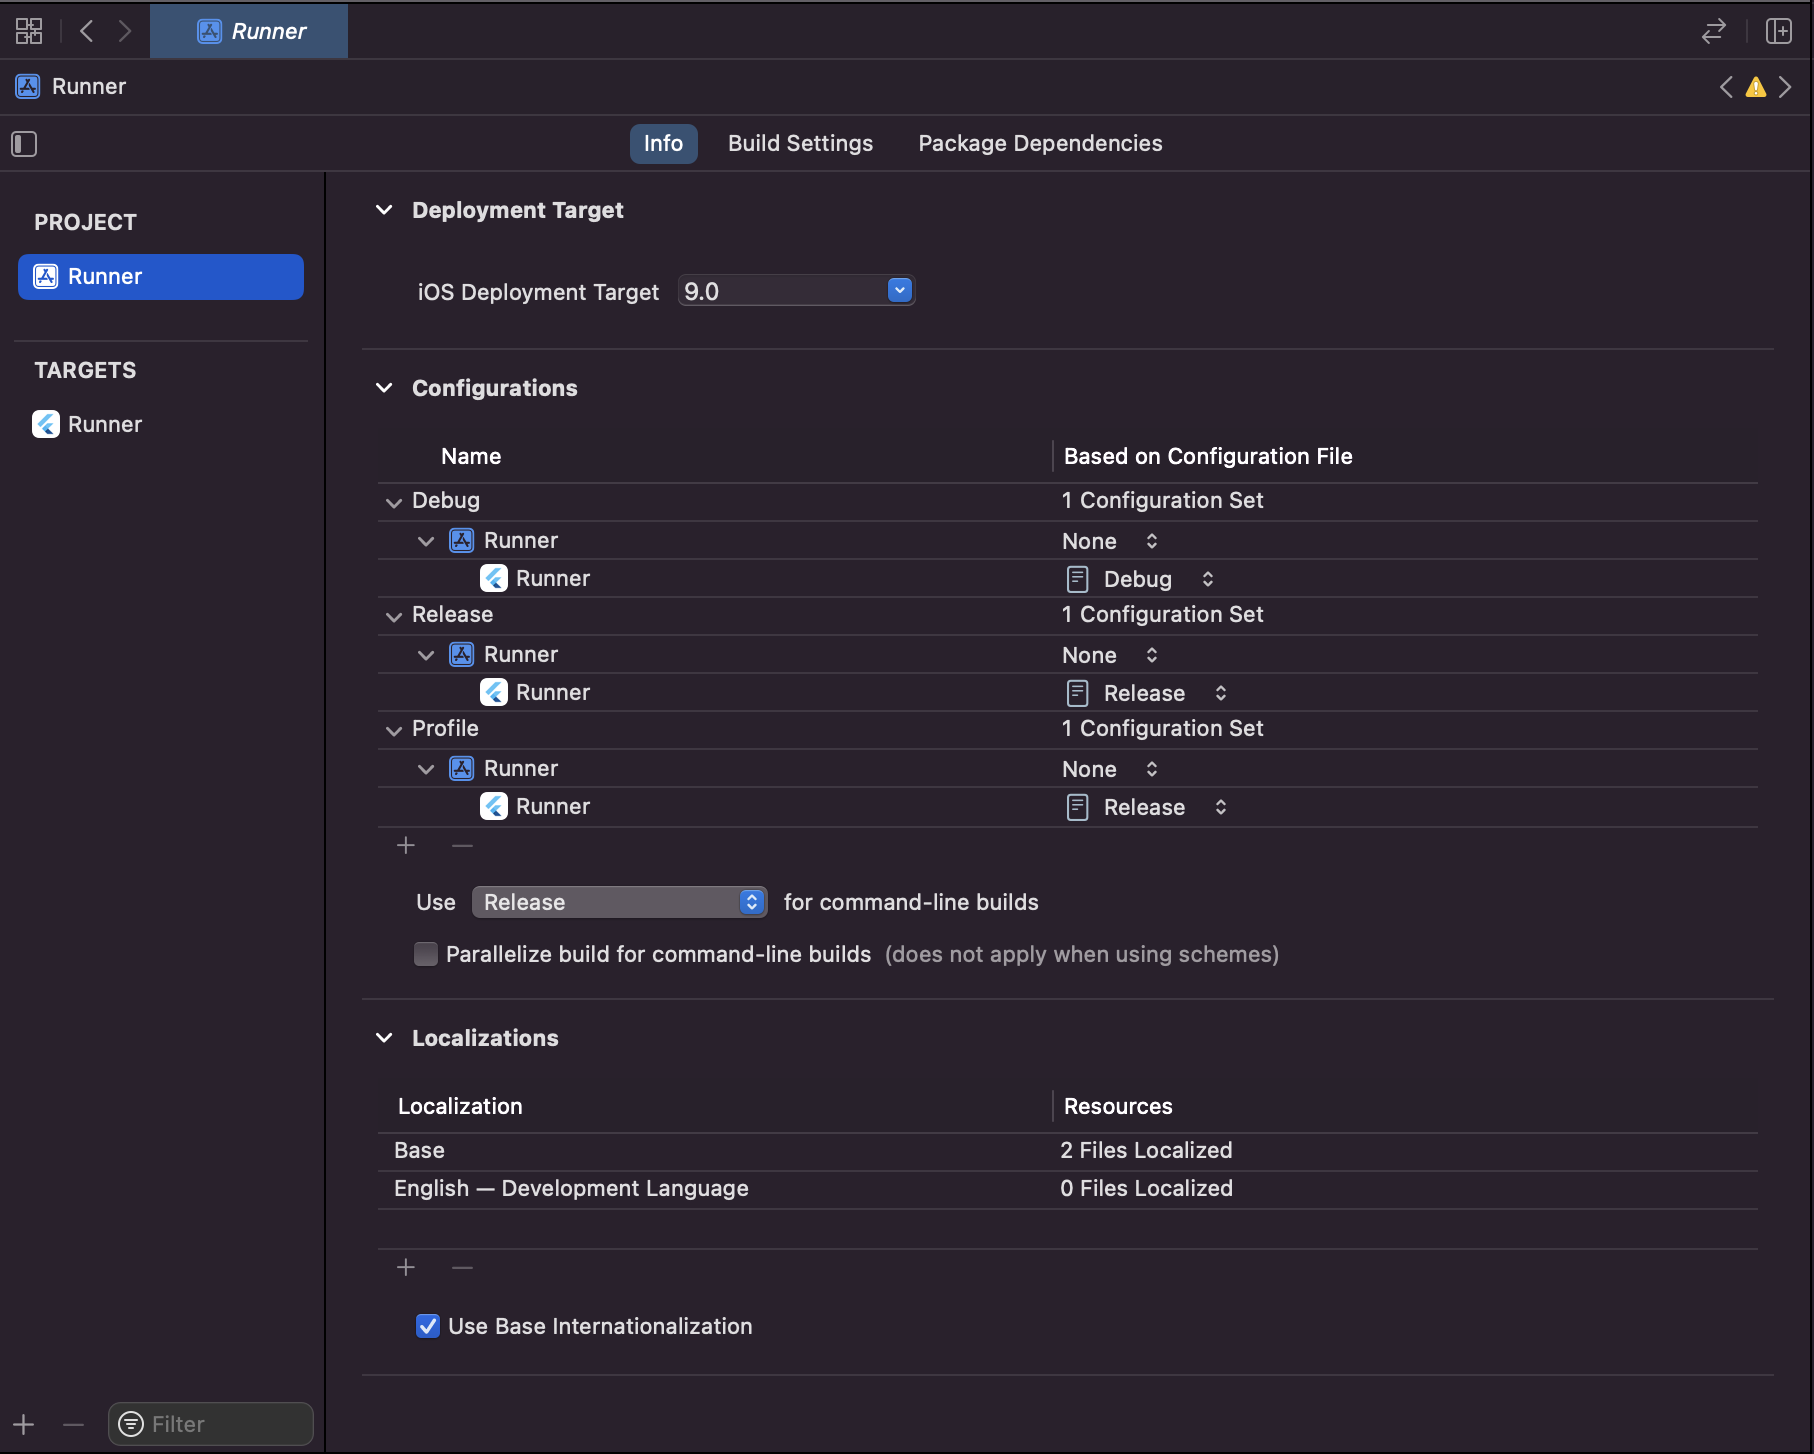 Runner
Runner
Info Build Settings Package Dependencies
PROJECT
Runner
TARGETS
Runner
Filter
Deployment Target
iOS Deployment Target 9.0
Configurations
Name Based on Configuration File
Debug 1 Configuration Set
Runner None
Runner Debug
Release 1 Configuration Set
Runner None
Runner Release
Profile 1 Configuration Set
Runner None
Runner Release
Use Release for command-line builds
Parallelize build for command-line builds (does not apply when using schemes)
Localizations
Localization Resources
Base 2 Files Localized
English — Development Language 0 Files Localized
Use Base Internationalization